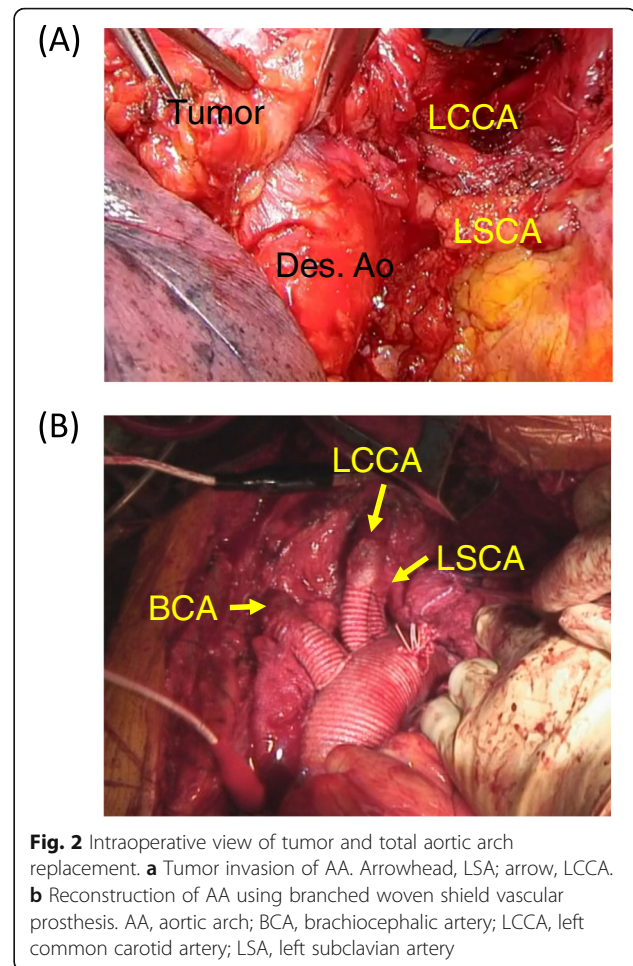 (A)
Tumor
LCCA
LSCA
Des. Ao
(B)
LCCA
LSCA
BCA
Fig. 2 Intraoperative view of tumor and total aortic arch
replacement. a Tumor invasion of AA. Arrowhead, LSA; arrow, LCCA.
b Reconstruction of AA using branched woven shield vascular
prosthesis. AA, aortic arch; BCA, brachiocephalic artery; LCCA, left
common carotid artery; LSA, left subclavian artery